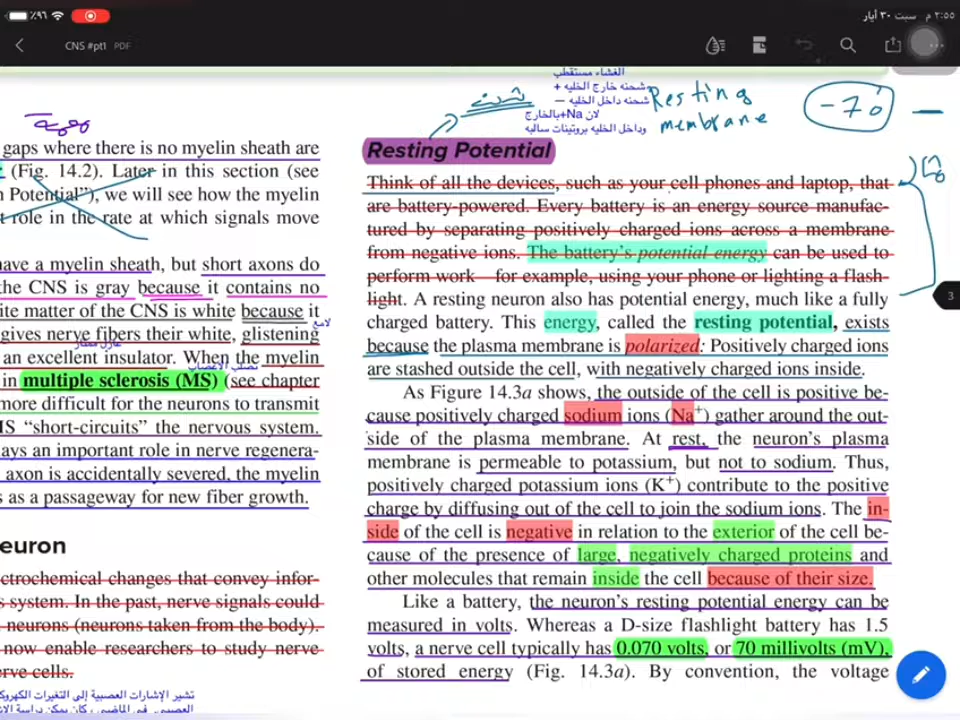 ٪٩٦
٢:٥٥ م سبت ٣٠ أيار
CNS #pt1 PDF
الغشاء مستقطب
شحنته خارج الخليه +
شحنه داخل الخليه –
لان Na+بالخارج
وداخل الخليه بروتينات سالبه
Resting
membrane
-70
gaps where there is no myelin sheath are
(Fig. 14.2). Later in this section (see
n Potential”), we will see how the myelin
t role in the rate at which signals move
have a myelin sheath, but short axons do
the CNS is gray because it contains no
ite matter of the CNS is white because it
لامع
gives nerve fibers their white, glistening
عازل ممتاز
an excellent insulator. When the myelin
تصلب الأعصاب
in multiple sclerosis (MS) (see chapter
more difficult for the neurons to transmit
MS “short-circuits” the nervous system.
ays an important role in nerve regenera-
axon is accidentally severed, the myelin
s as a passageway for new fiber growth.
euron
ctrochemical changes that convey infor-
s system. In the past, nerve signals could
neurons (neurons taken from the body).
now enable researchers to study nerve
erve cells.
تشير الإشارات العصبية إلى التغيرات الكهروك
Resting Potential
Think of all the devices, such as your cell phones and laptop, that
are battery-powered. Every battery is an energy source manufac-
tured by separating positively charged ions across a membrane
from negative ions. The battery’s potential energy can be used to
perform work—for example, using your phone or lighting a flash-
light. A resting neuron also has potential energy, much like a fully
charged battery. This energy, called the resting potential, exists
because the plasma membrane is polarized: Positively charged ions
are stashed outside the cell, with negatively charged ions inside.
As Figure 14.3a shows, the outside of the cell is positive be-
cause positively charged sodium ions (Na⁺) gather around the out-
side of the plasma membrane. At rest, the neuron’s plasma
membrane is permeable to potassium, but not to sodium. Thus,
positively charged potassium ions (K⁺) contribute to the positive
charge by diffusing out of the cell to join the sodium ions. The in-
side of the cell is negative in relation to the exterior of the cell be-
cause of the presence of large, negatively charged proteins and
other molecules that remain inside the cell because of their size.
Like a battery, the neuron’s resting potential energy can be
measured in volts. Whereas a D-size flashlight battery has 1.5
volts, a nerve cell typically has 0.070 volts, or 70 millivolts (mV),
of stored energy (Fig. 14.3a). By convention, the voltage
3